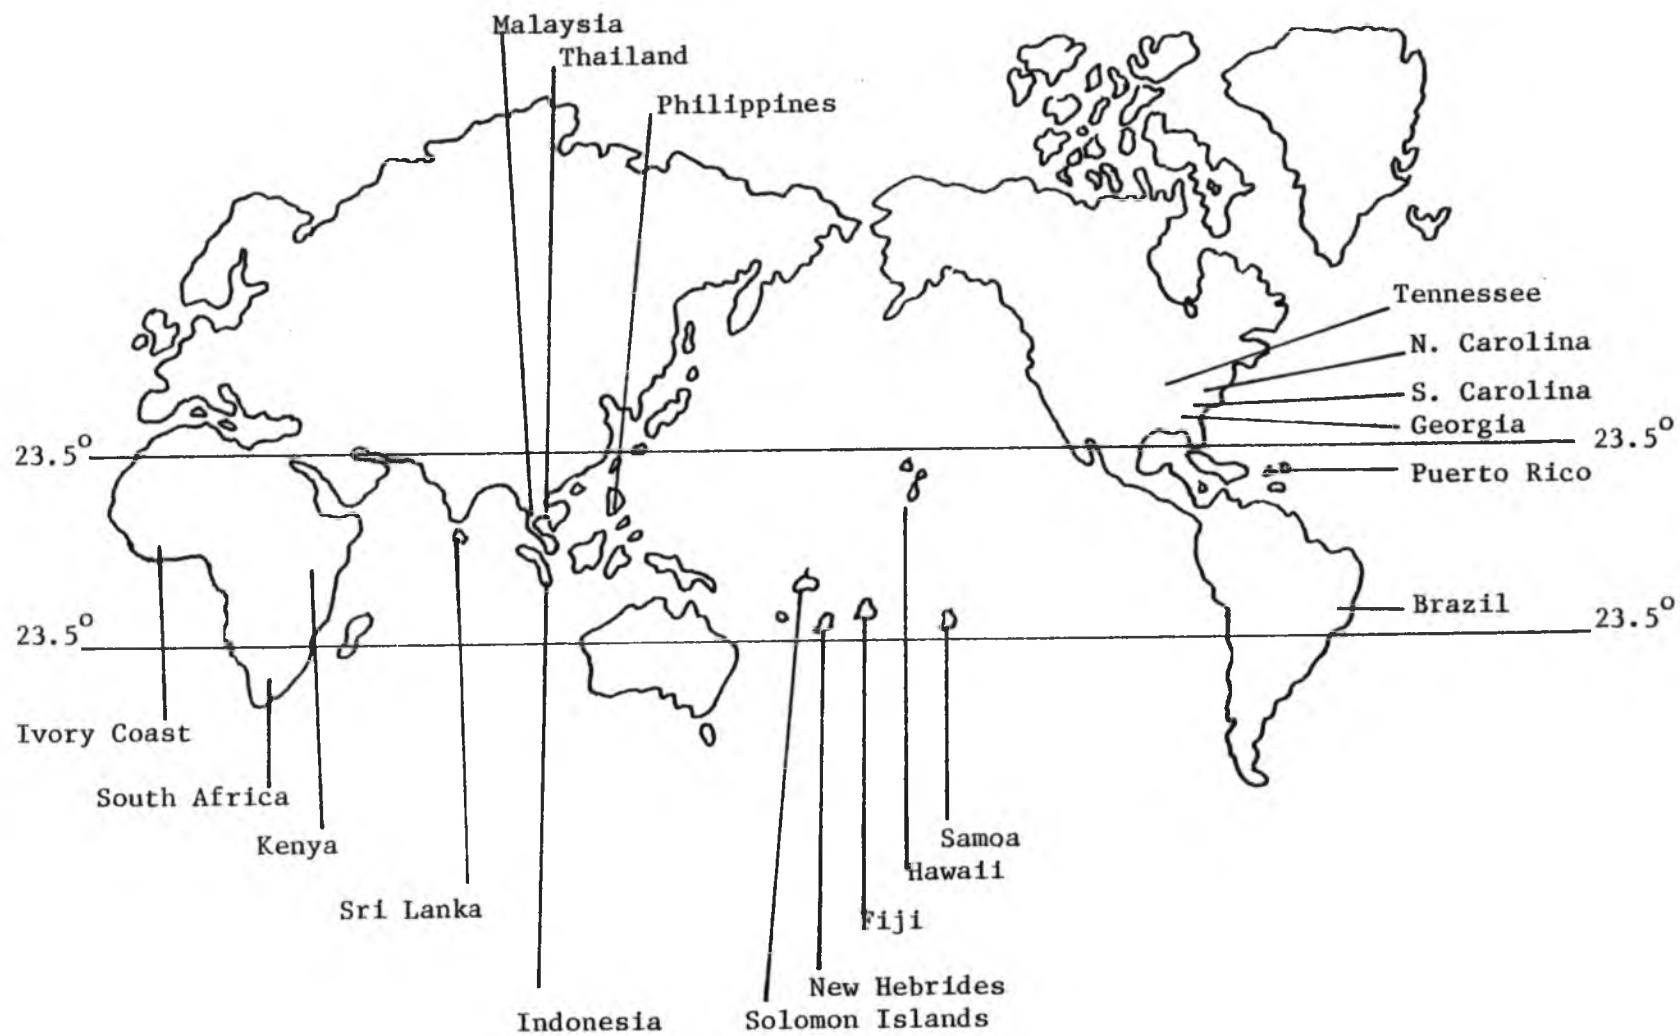 Malaysia
Thailand
Philippines
Tennessee
N. Carolina
S. Carolina
Georgia
23.5°
23.5°
Puerto Rico
Brazil
23.5°
23.5°
Ivory Coast
South Africa
Kenya
Samoa
Hawaii
Sri Lanka
Fiji
New Hebrides
Indonesia
Solomon Islands